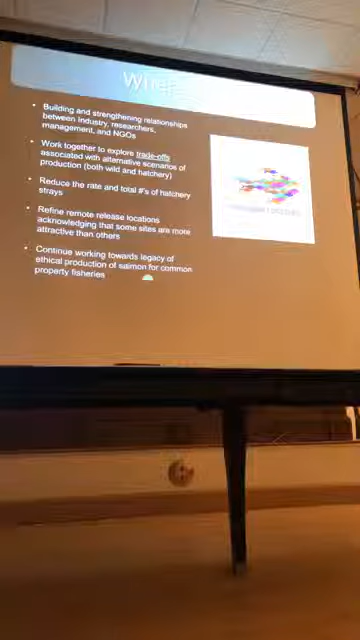 • Building and strengthening relationships
between Industry, researchers,
management, and NGOs
• Work together to explore trade-offs
associated with alternative scenarios of
production (both wild and hatchery)
• Reduce the rate and total #'s of hatchery
strays
• Refine remote release locations
acknowledging that some sites are more
attractive than others
• Continue working towards legacy of
ethical production of salmon for common
property fisheries